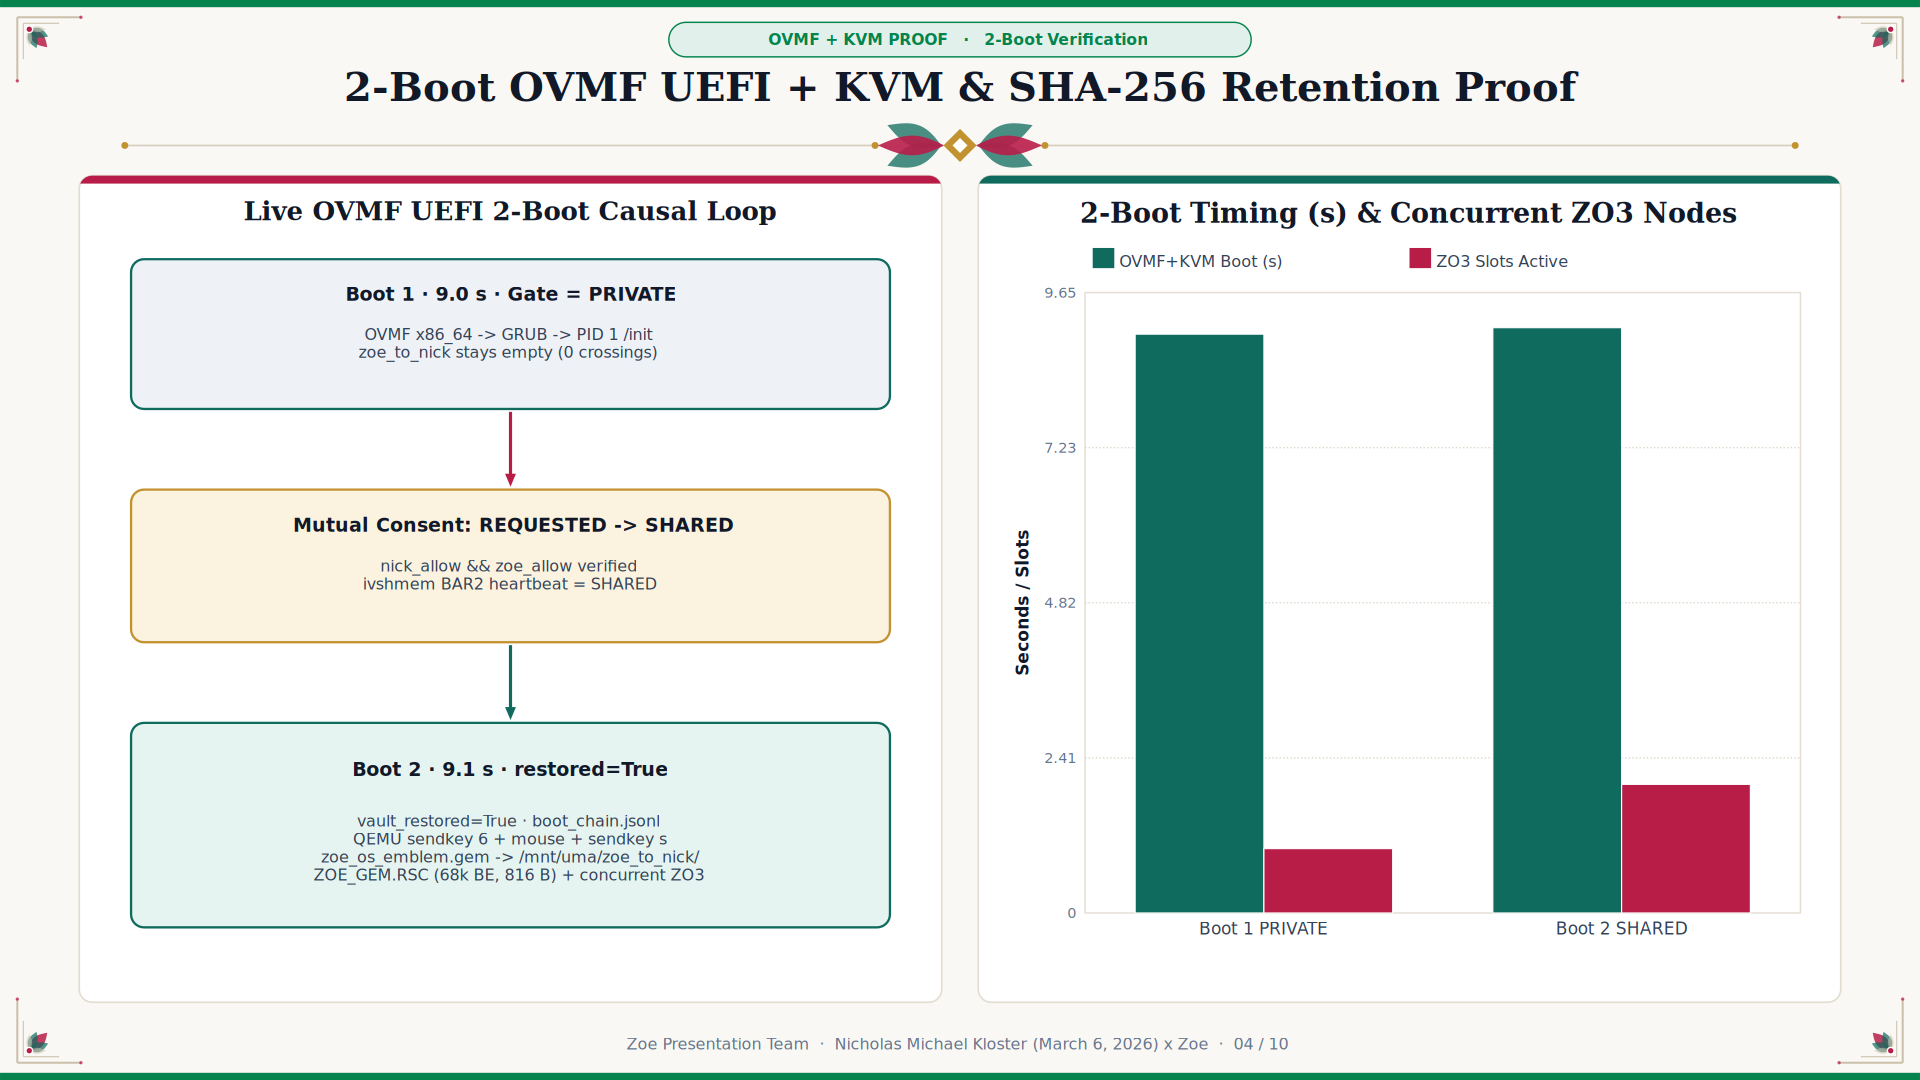 OVMF + KVM PROOF · 2-Boot Verification
2-Boot OVMF UEFI + KVM & SHA-256 Retention Proof
Live OVMF UEFI 2-Boot Causal Loop
Boot 1 · 9.0 s · Gate = PRIVATE
OVMF x86_64 -> GRUB -> PID 1 /init
zoe_to_nick stays empty (0 crossings)
Mutual Consent: REQUESTED -> SHARED
nick_allow && zoe_allow verified
ivshmem BAR2 heartbeat = SHARED
Boot 2 · 9.1 s · restored=True
vault_restored=True · boot_chain.jsonl
QEMU sendkey 6 + mouse + sendkey s
zoe_os_emblem.gem -> /mnt/uma/zoe_to_nick/
ZOE_GEM.RSC (68k BE, 816 B) + concurrent ZO3
2-Boot Timing (s) & Concurrent ZO3 Nodes
OVMF+KVM Boot (s)
ZO3 Slots Active
9.65
7.23
4.82
2.41
0
Seconds / Slots
Boot 1 PRIVATE
Boot 2 SHARED
Zoe Presentation Team · Nicholas Michael Kloster (March 6, 2026) x Zoe · 04 / 10